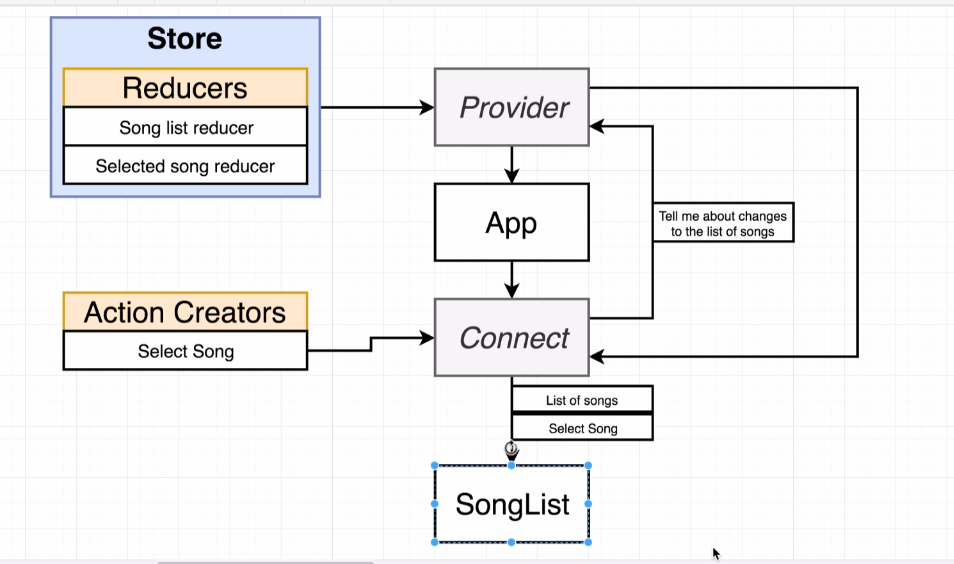 Store
Reducers
Song list reducer
Selected song reducer
Provider
App
Tell me about changes
to the list of songs
Action Creators
Select Song
Connect
List of songs
Select Song
SongList